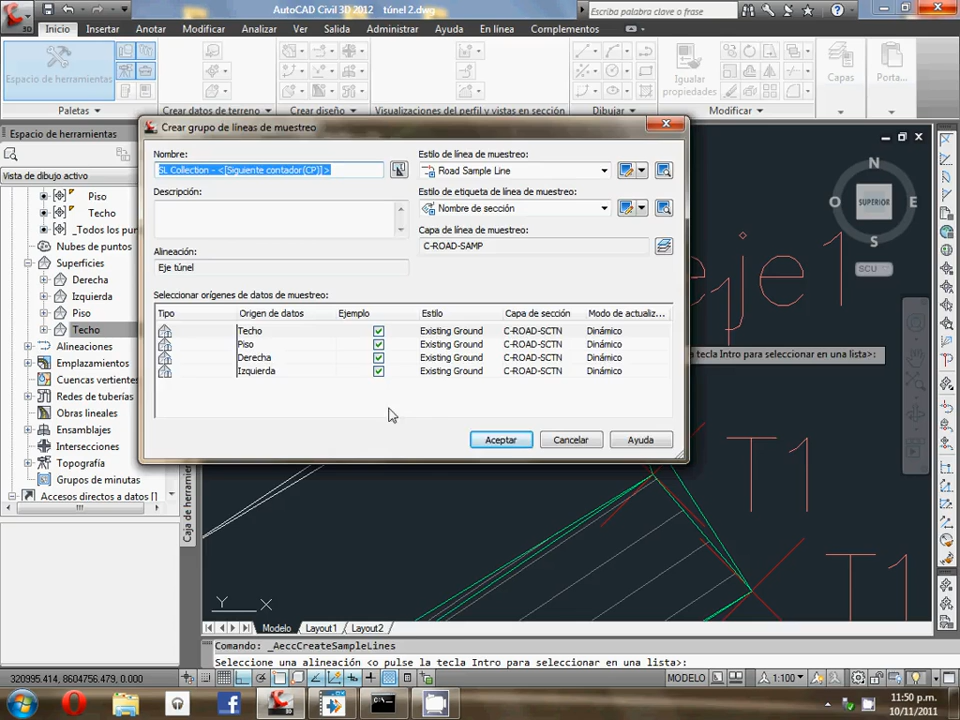 AutoCAD Civil 3D 2012 túnel 2.dwg
Escriba palabra clave o frase
Inicio Insertar Anotar Modificar Analizar Ver Salida Administrar Ayuda En línea Complementos
Espacio de herramientas
Igualar propiedades
Capas
Porta...
Paletas
Crear datos de terreno
Crear diseño
Visualizaciones del perfil y vistas en sección
Dibujar
Modificar
Espacio de herramientas
Vista de dibujo activo
Piso
Techo
_Todos los pu
Nubes de puntos
Superficies
Derecha
Izquierda
Piso
Techo
Alineaciones
Emplazamientos
Cuencas vertientes
Redes de tuberías
Obras lineales
Ensamblajes
Intersecciones
Topografía
Grupos de minutas
Accesos directos a datos []
Caja de herramie
Crear grupo de líneas de muestreo
Nombre:
SL Collection - <[Siguiente contador(CP)]>
Descripción:
Alineación:
Eje túnel
Estilo de línea de muestreo:
Road Sample Line
Estilo de etiqueta de línea de muestreo:
Nombre de sección
Capa de línea de muestreo:
C-ROAD-SAMP
Seleccionar orígenes de datos de muestreo:
Tipo Origen de datos Ejemplo Estilo Capa de sección Modo de actualiz...
Techo Existing Ground C-ROAD-SCTN Dinámico
Piso Existing Ground C-ROAD-SCTN Dinámico
Derecha Existing Ground C-ROAD-SCTN Dinámico
Izquierda Existing Ground C-ROAD-SCTN Dinámico
Aceptar Cancelar Ayuda
N
O SUPERIOR E
S
SCU
eje1
a tecla Intro para seleccionar en una lista>:
T1
T1
Y X
Modelo Layout1 Layout2
Comando: _AeccCreateSampleLines
Seleccione una alineación <o pulse la tecla Intro para seleccionar en una lista>:
320995.414, 8604756.479, 0.000
MODELO
1:100
11:50 p.m.
10/11/2011